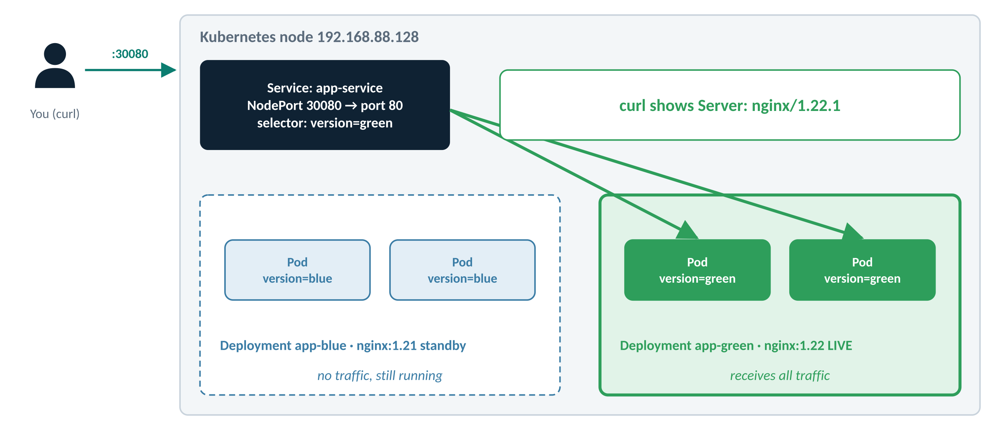 Kubernetes node 192.168.88.128
:30080
You (curl)
Service: app-service
NodePort 30080 → port 80
selector: version=green
curl shows Server: nginx/1.22.1
Pod
version=blue
Pod
version=blue
Deployment app-blue · nginx:1.21 standby
no traffic, still running
Pod
version=green
Pod
version=green
Deployment app-green · nginx:1.22 LIVE
receives all traffic